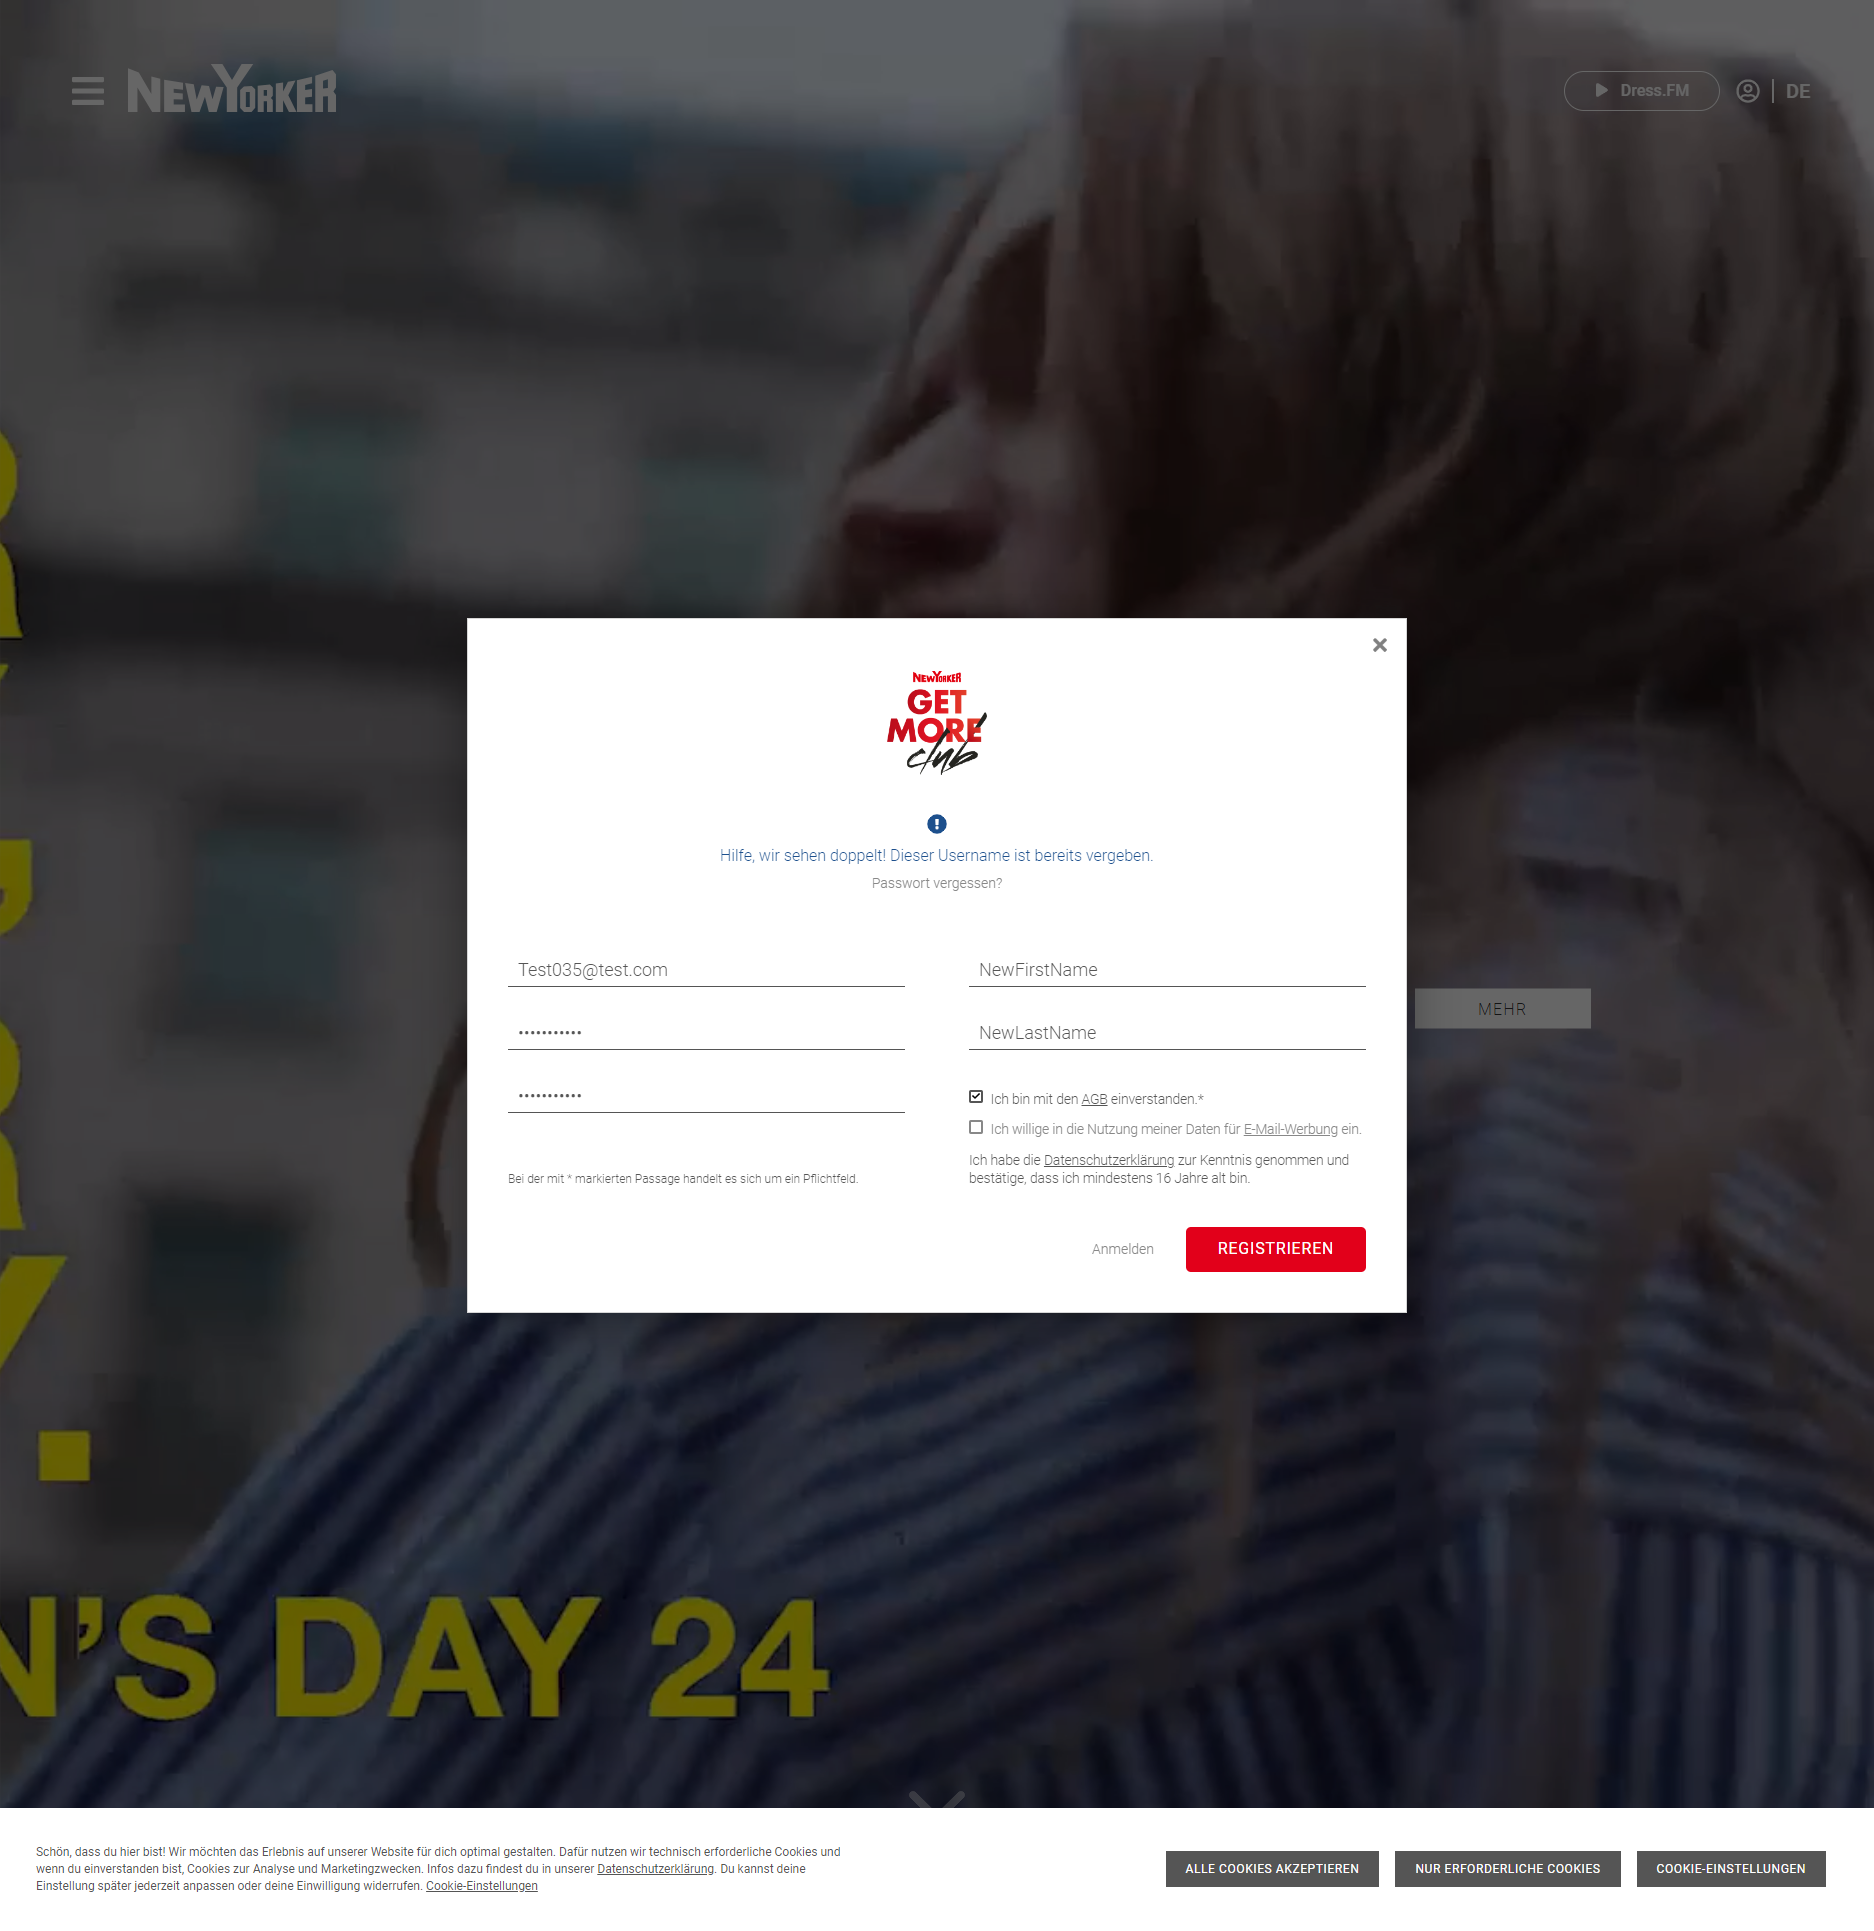 NEWYORKER
Dress.FM
DE
NEWYORKER
GET
MORE
club
Hilfe, wir sehen doppelt! Dieser Username ist bereits vergeben.
Passwort vergessen?
Test035@test.com
NewFirstName
•••••••••••
NewLastName
•••••••••••
Ich bin mit den AGB einverstanden.*
Ich willige in die Nutzung meiner Daten für E-Mail-Werbung ein.
Ich habe die Datenschutzerklärung zur Kenntnis genommen und
bestätige, dass ich mindestens 16 Jahre alt bin.
Bei der mit * markierten Passage handelt es sich um ein Pflichtfeld.
Anmelden
REGISTRIEREN
MEHR
N'S DAY 24
Schön, dass du hier bist! Wir möchten das Erlebnis auf unserer Website für dich optimal gestalten. Dafür nutzen wir technisch erforderliche Cookies und
wenn du einverstanden bist, Cookies zur Analyse und Marketingzwecken. Infos dazu findest du in unserer Datenschutzerklärung. Du kannst deine
Einstellung später jederzeit anpassen oder deine Einwilligung widerrufen. Cookie-Einstellungen
ALLE COOKIES AKZEPTIEREN
NUR ERFORDERLICHE COOKIES
COOKIE-EINSTELLUNGEN